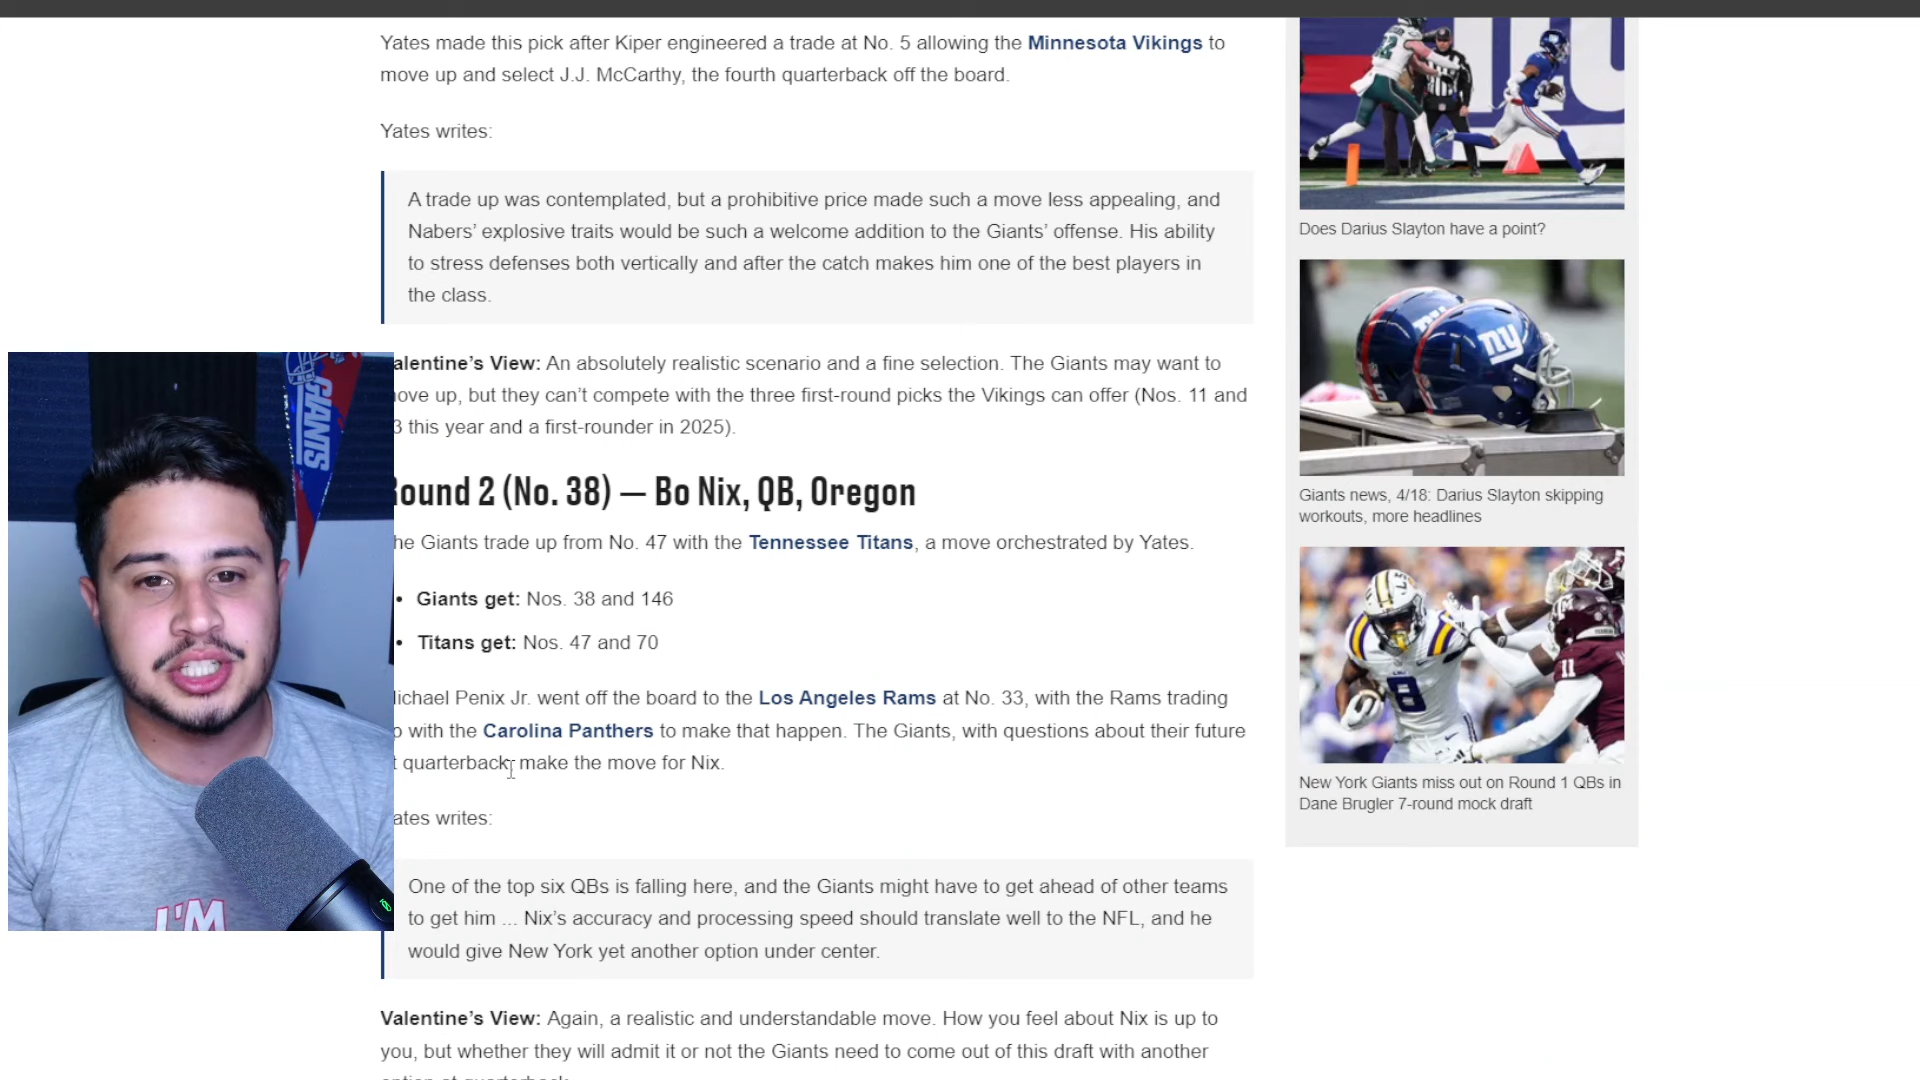 Yates made this pick after Kiper engineered a trade at No. 5 allowing the Minnesota Vikings to
move up and select J.J. McCarthy, the fourth quarterback off the board.
Yates writes:
A trade up was contemplated, but a prohibitive price made such a move less appealing, and
Nabers’ explosive traits would be such a welcome addition to the Giants’ offense. His ability
to stress defenses both vertically and after the catch makes him one of the best players in
the class.
alentine’s View: An absolutely realistic scenario and a fine selection. The Giants may want to
ove up, but they can’t compete with the three first-round picks the Vikings can offer (Nos. 11 and
3 this year and a first-rounder in 2025).
Round 2 (No. 38) — Bo Nix, QB, Oregon
he Giants trade up from No. 47 with the Tennessee Titans, a move orchestrated by Yates.
• Giants get: Nos. 38 and 146
• Titans get: Nos. 47 and 70
ichael Penix Jr. went off the board to the Los Angeles Rams at No. 33, with the Rams trading
p with the Carolina Panthers to make that happen. The Giants, with questions about their future
t quarterback, make the move for Nix.
ates writes:
One of the top six QBs is falling here, and the Giants might have to get ahead of other teams
to get him ... Nix’s accuracy and processing speed should translate well to the NFL, and he
would give New York yet another option under center.
Valentine’s View: Again, a realistic and understandable move. How you feel about Nix is up to
you, but whether they will admit it or not the Giants need to come out of this draft with another
Does Darius Slayton have a point?
ny
Giants news, 4/18: Darius Slayton skipping
workouts, more headlines
8
11
New York Giants miss out on Round 1 QBs in
Dane Brugler 7-round mock draft
GIANTS
I'M